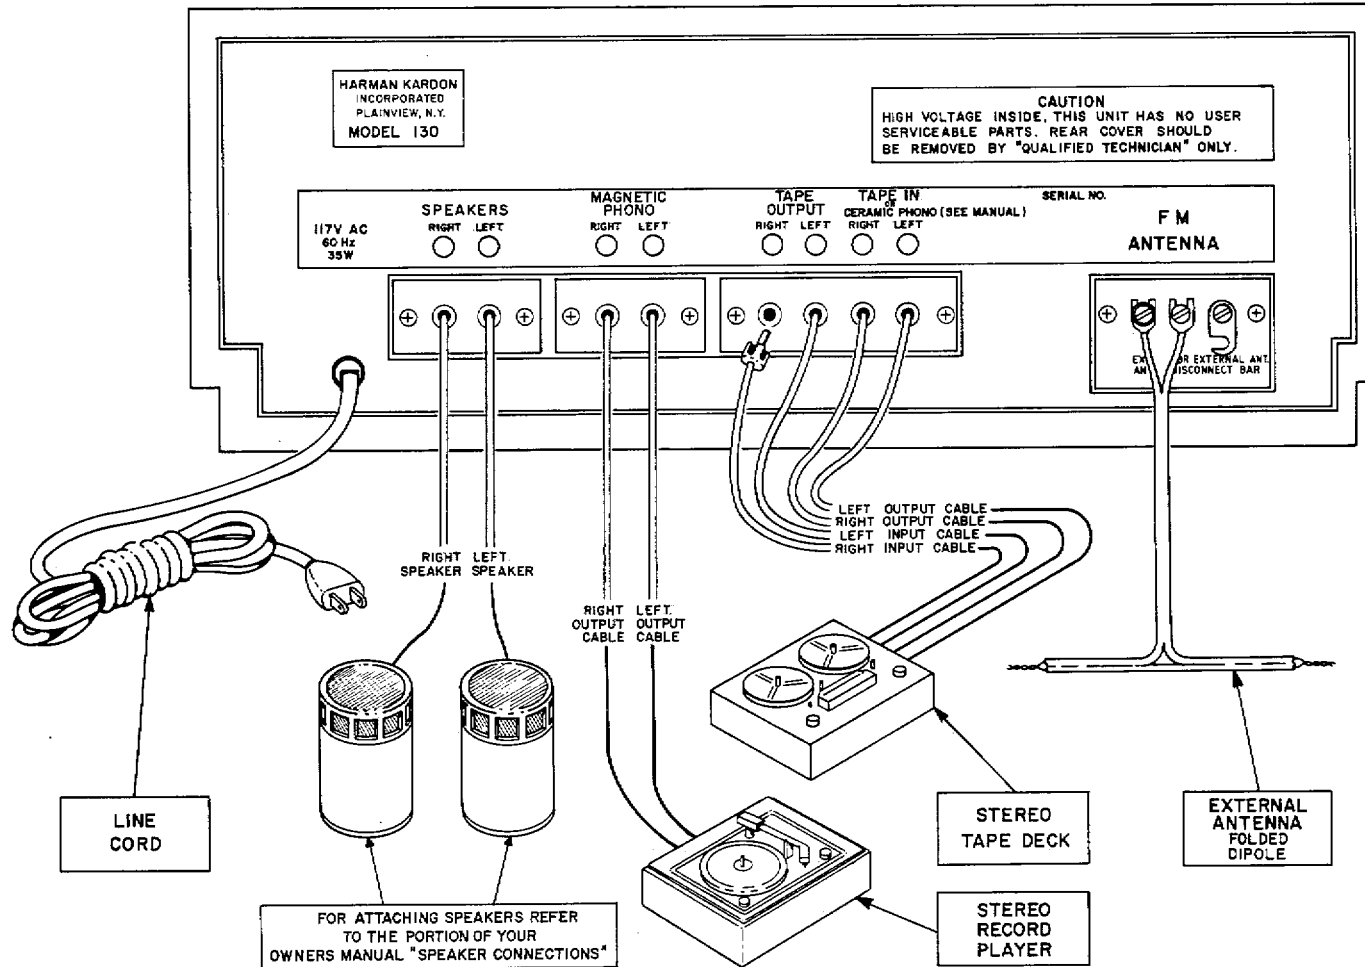 HARMAN KARDON
INCORPORATED
PLAINVIEW, N.Y.
MODEL 130
CAUTION
HIGH VOLTAGE INSIDE, THIS UNIT HAS NO USER
SERVICEABLE PARTS. REAR COVER SHOULD
BE REMOVED BY "QUALIFIED TECHNICIAN" ONLY.
117V AC
60 Hz
35W
SPEAKERS
RIGHT LEFT
MAGNETIC
PHONO
RIGHT LEFT
TAPE
OUTPUT
RIGHT LEFT
TAPE IN
OR
CERAMIC PHONO (SEE MANUAL)
RIGHT LEFT
SERIAL NO.
FM
ANTENNA
OR EXTERNAL ANT.
DISCONNECT BAR
LEFT OUTPUT CABLE
RIGHT OUTPUT CABLE
LEFT INPUT CABLE
RIGHT INPUT CABLE
RIGHT LEFT
SPEAKER SPEAKER
RIGHT LEFT
OUTPUT OUTPUT
CABLE CABLE
LINE
CORD
STEREO
TAPE DECK
EXTERNAL
ANTENNA
FOLDED
DIPOLE
FOR ATTACHING SPEAKERS REFER
TO THE PORTION OF YOUR
OWNERS MANUAL "SPEAKER CONNECTIONS"
STEREO
RECORD
PLAYER